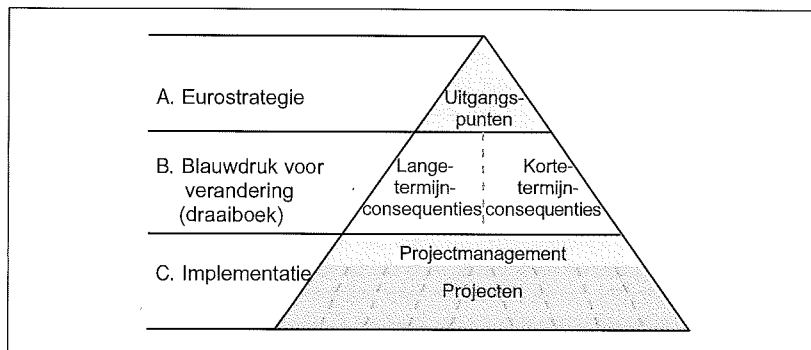 A. Eurostrategie
Uitgangs-
punten
B. Blauwdruk voor
verandering
(draaiboek)
Lange-
termijn-
consequenties
Korte-
termijn-
consequenties
C. Implementatie
Projectmanagement
Projecten